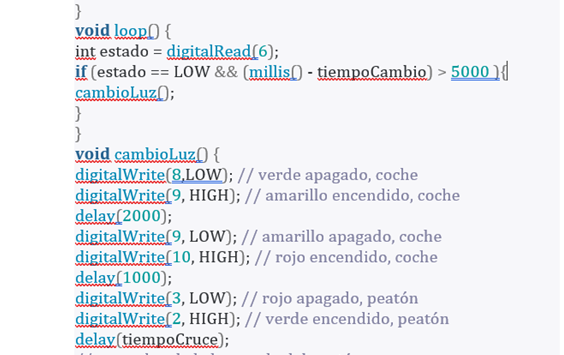 }
void loop() {
int estado = digitalRead(6);
if (estado == LOW && (millis() - tiempoCambio) > 5000 ){
cambioLuz();
}
}
void cambioLuz() {
digitalWrite(8,LOW); // verde apagado, coche
digitalWrite(9, HIGH); // amarillo encendido, coche
delay(2000);
digitalWrite(9, LOW); // amarillo apagado, coche
digitalWrite(10, HIGH); // rojo encendido, coche
delay(1000);
digitalWrite(3, LOW); // rojo apagado, peatón
digitalWrite(2, HIGH); // verde encendido, peatón
delay(tiempoCruce);